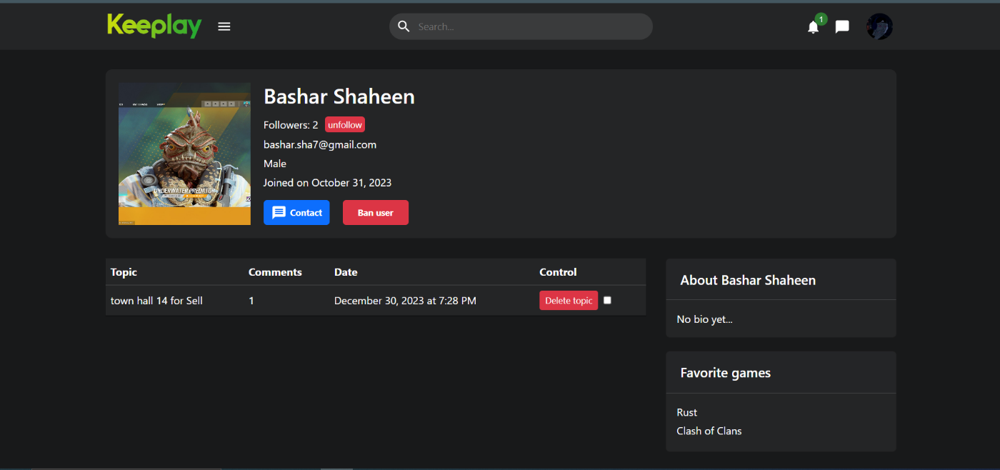 Keeplay
Search...
1
Bashar Shaheen
Followers: 2 unfollow
bashar.sha7@gmail.com
Male
Joined on October 31, 2023
UNDERWATER PREDATOR
Contact Ban user
Topic Comments Date Control
town hall 14 for Sell 1 December 30, 2023 at 7:28 PM Delete topic
About Bashar Shaheen
No bio yet...
Favorite games
Rust
Clash of Clans